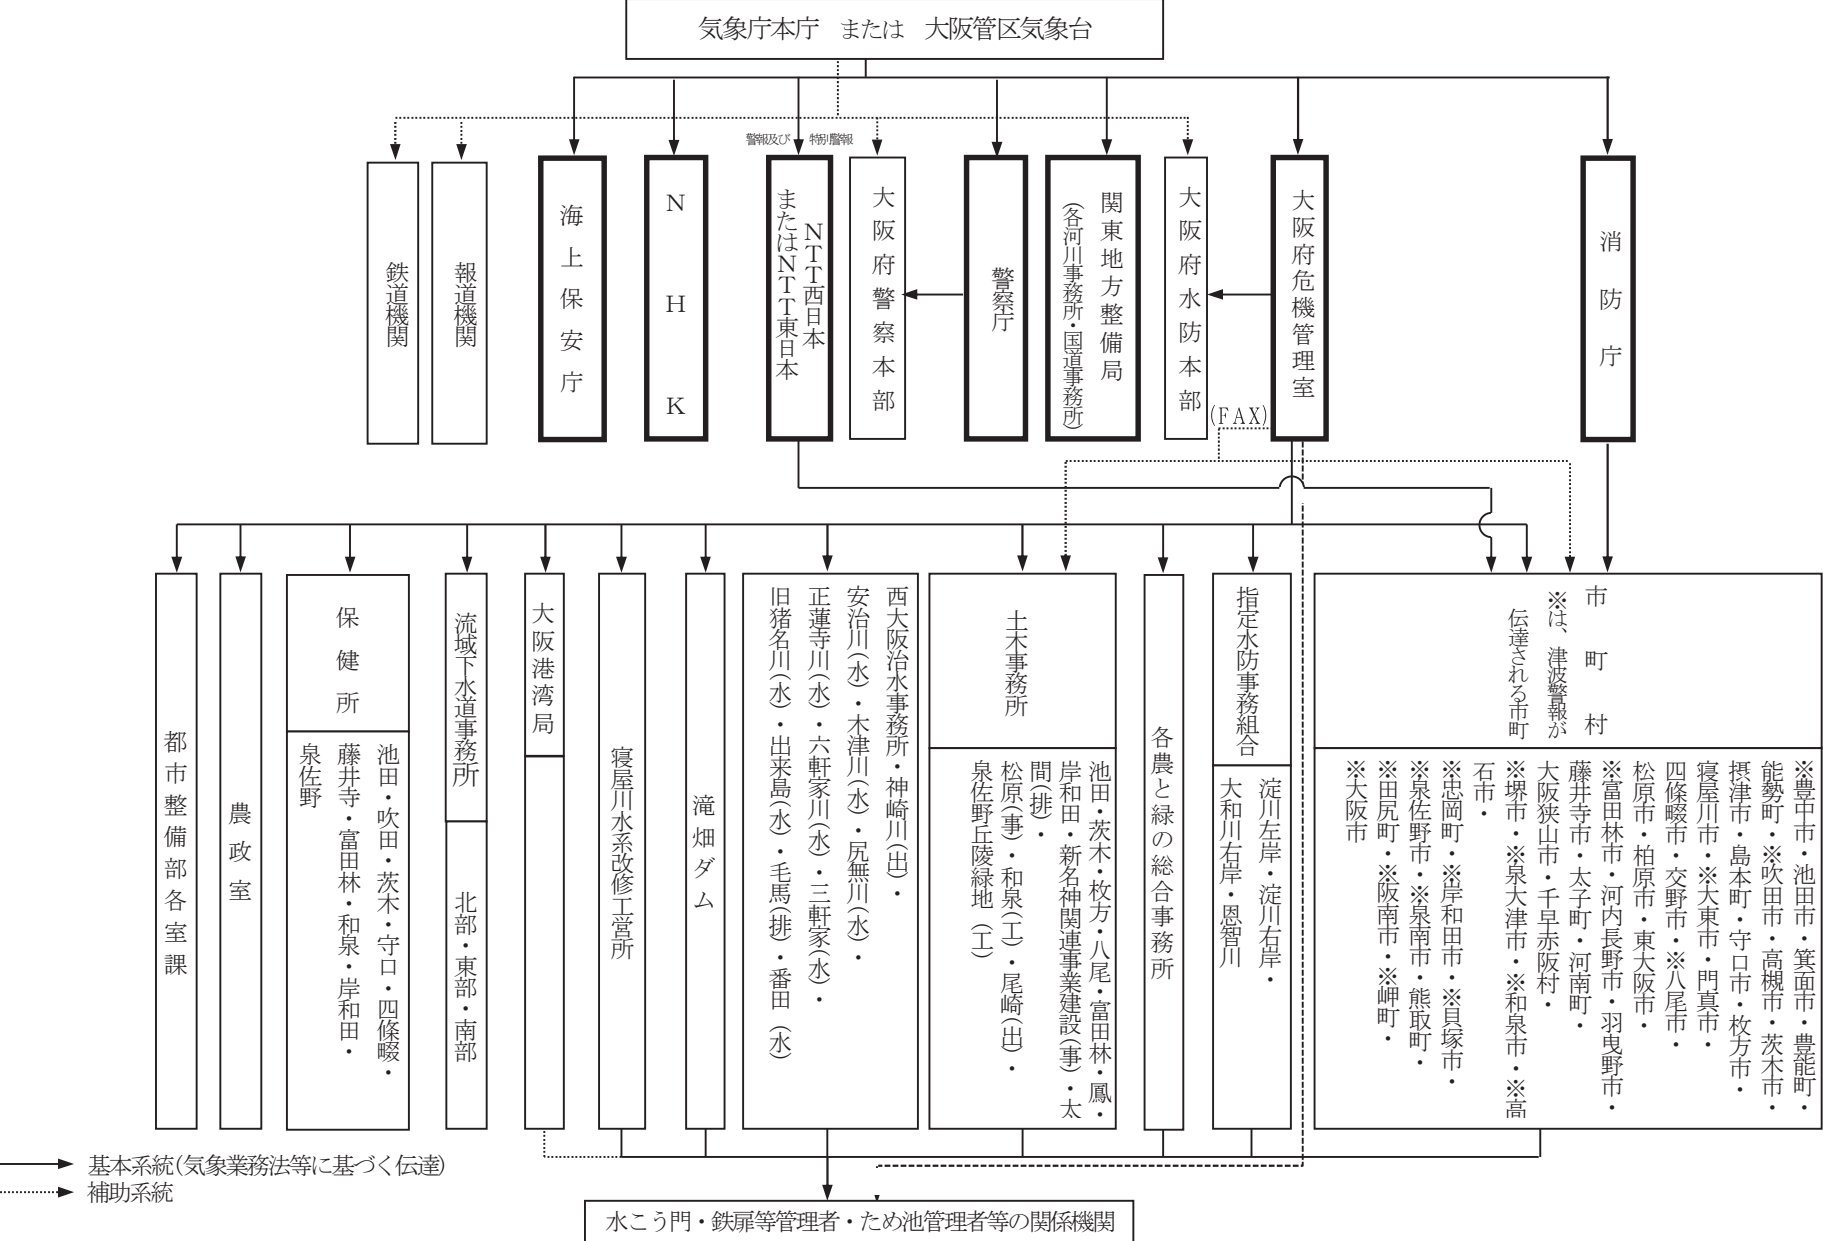 気象庁本庁　または　大阪管区気象台
警報及び　特別警報
鉄道機関
報道機関
海上保安庁
ＮＨＫ
ＮＴＴ西日本
またはＮＴＴ東日本
大阪府警察本部
警察庁
関東地方整備局
(各河川事務所・国道事務所)
大阪府水防本部
(ＦＡＸ)
大阪府危機管理室
消防庁
都市整備部各室課
農政室
保健所
池田・吹田・茨木・守口・四條畷・
藤井寺・富田林・和泉・岸和田・
泉佐野
流域下水道事務所
北部・東部・南部
大阪港湾局
寝屋川水系改修工営所
滝畑ダム
西大阪治水事務所・神崎川(出)・
安治川(水)・木津川(水)・尻無川(水)・
正蓮寺川(水)・六軒家川(水)・三軒家(水)・
旧猪名川(水)・出来島(水)・毛馬(排)・番田（水)
土木事務所
池田・茨木・枚方・八尾・富田林・鳳・
岸和田・新名神関連事業建設(事)・太
間(排)・
松原(事)・和泉(工)・尾崎(出)・
泉佐野丘陵緑地（工)
各農と緑の総合事務所
指定水防事務組合
淀川左岸・淀川右岸・
大和川右岸・恩智川
市町村
※は、津波警報が
伝達される市町
※豊中市・池田市・箕面市・豊能町・
能勢町・※吹田市・高槻市・茨木市・
摂津市・島本町・守口市・枚方市・
寝屋川市・※大東市・門真市・
四條畷市・交野市・※八尾市・
松原市・柏原市・東大阪市・
※富田林市・河内長野市・羽曳野市・
藤井寺市・太子町・河南町・
大阪狭山市・千早赤阪村・
※堺市・※泉大津市・※和泉市・※高
石市・
※忠岡町・※岸和田市・※貝塚市・
※泉佐野市・※泉南市・熊取町・
※田尻町・※阪南市・※岬町・
※大阪市
基本系統(気象業務法等に基づく伝達)
補助系統
水こう門・鉄扉等管理者・ため池管理者等の関係機関